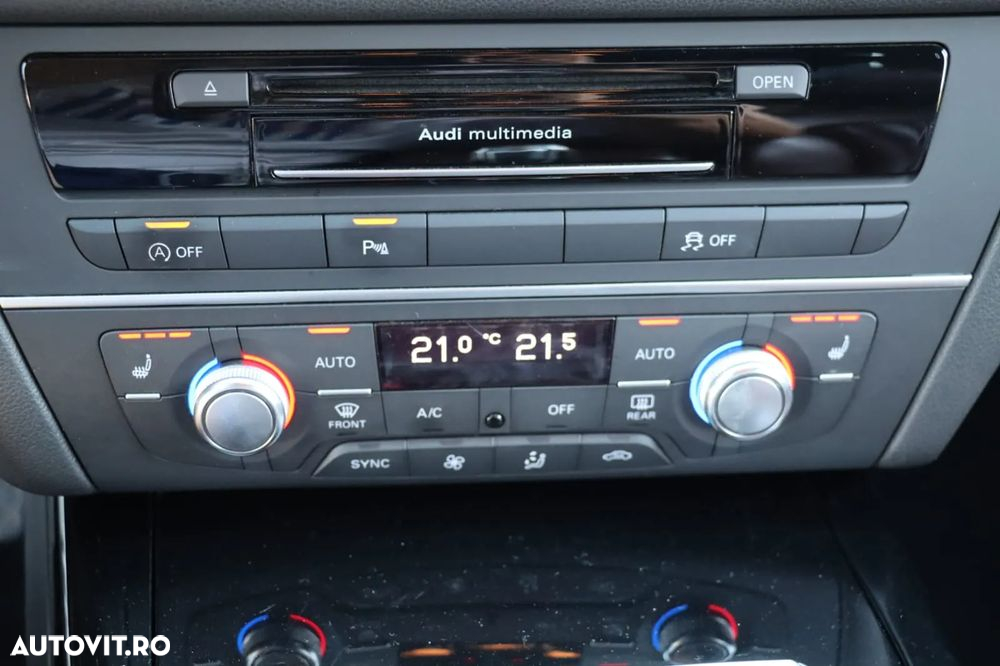 OPEN
Audi multimedia
A OFF
P
OFF
AUTO
21.0 °C 21.5
AUTO
FRONT
A/C
OFF
REAR
SYNC
AUTOVIT.RO